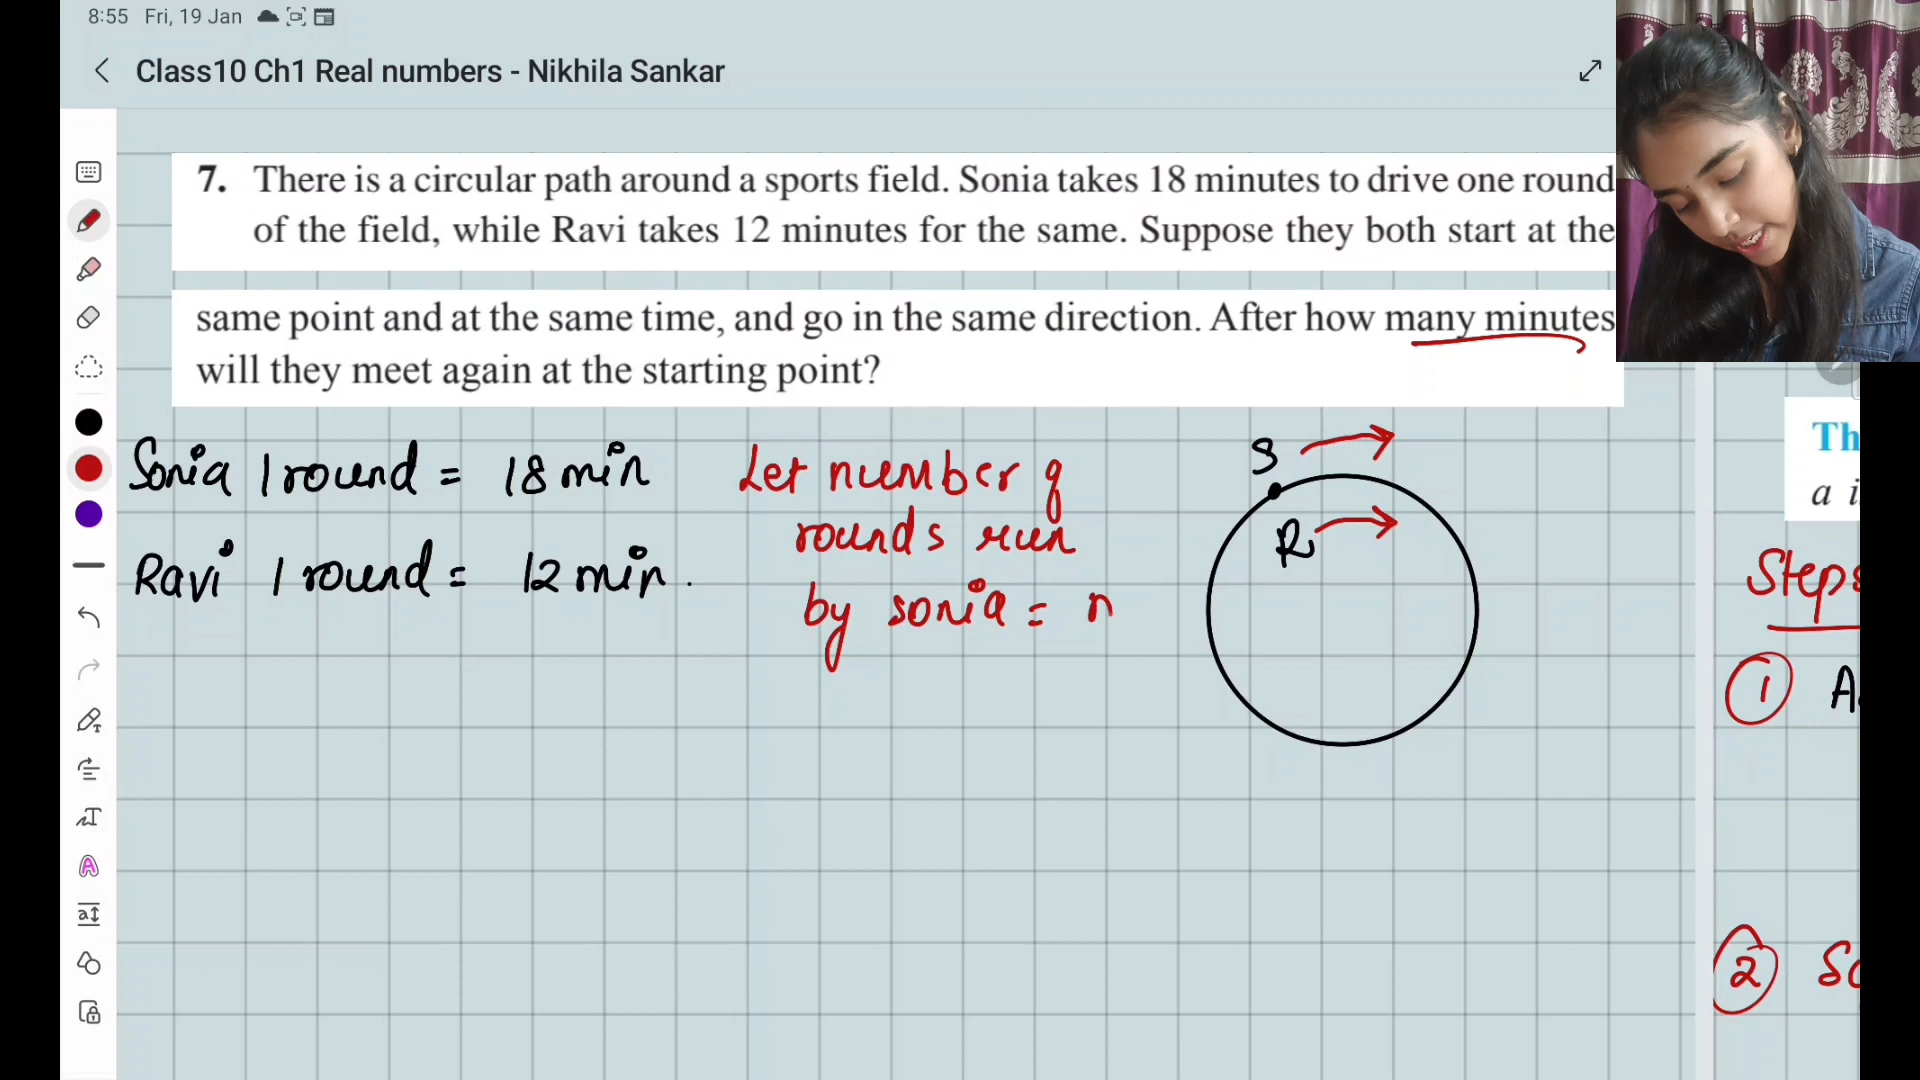 8:55 Fri, 19 Jan
Class10 Ch1 Real numbers - Nikhila Sankar
7. There is a circular path around a sports field. Sonia takes 18 minutes to drive one round
of the field, while Ravi takes 12 minutes for the same. Suppose they both start at the
same point and at the same time, and go in the same direction. After how many minutes
will they meet again at the starting point?
Sonia 1 round = 18 min
Ravi 1 round = 12 min.
Let number of
rounds run
by sonia = n
S
R
Th
a i
Steps
1 A
2 So